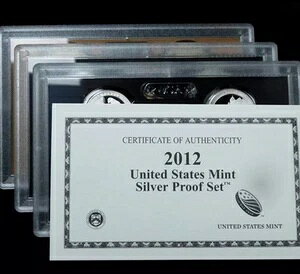 CERTIFICATE OF AUTHENTICITY
2012
United States Mint
Silver Proof Set™
UNITED STATES MINT